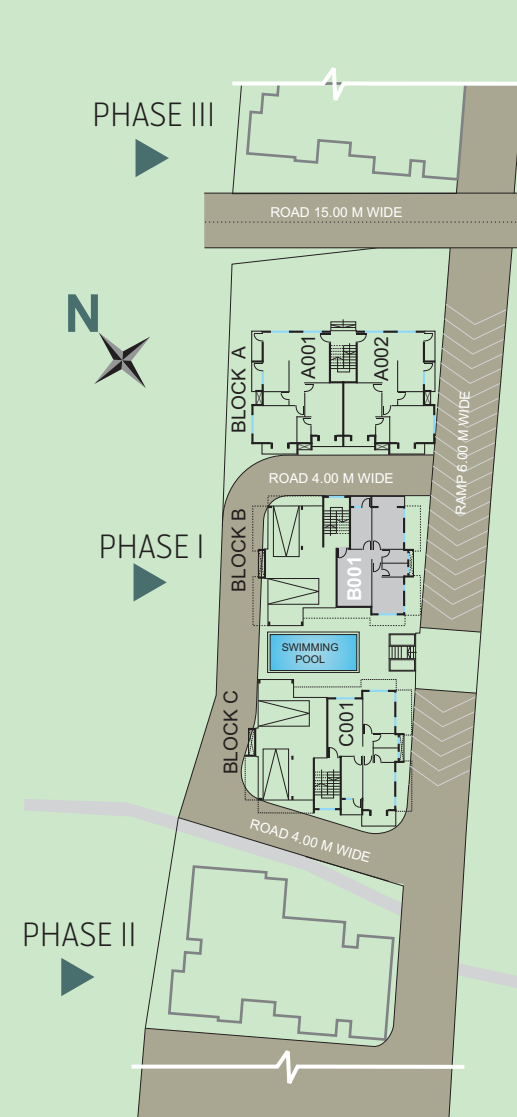 PHASE III
ROAD 15.00 M WIDE
N
BLOCK A
A001
A002
RAMP 6.00 M WIDE
ROAD 4.00 M WIDE
BLOCK B
PHASE I
B001
SWIMMING
POOL
BLOCK C
C001
ROAD 4.00 M WIDE
PHASE II